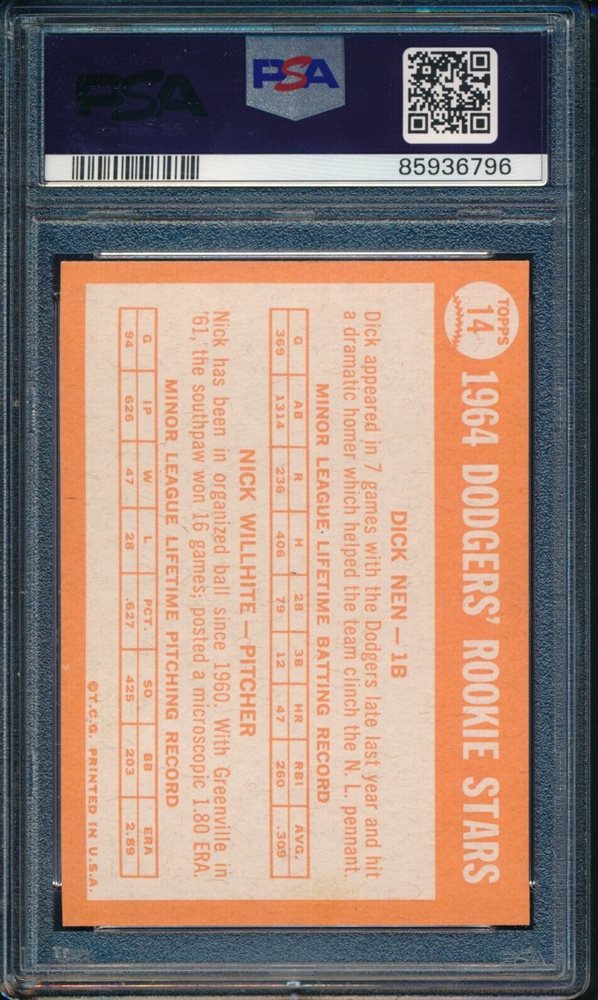 PSA
PSA
85936796
TOPPS
14
1964 DODGERS' ROOKIE STARS
DICK NEN — 1B
Dick appeared in 7 games with the Dodgers late last year and hit
a dramatic homer which helped the team clinch the N. L. pennant.
MINOR LEAGUE LIFETIME BATTING RECORD
G AB R H 2B 3B HR RBI AVG.
369 1314 236 406 79 12 47 260 .309
NICK WILLHITE — PITCHER
Nick has been in organized ball since 1960. With Greenville in
'61, the southpaw won 16 games; posted a microscopic 1.80 ERA.
MINOR LEAGUE LIFETIME PITCHING RECORD
G IP W L PCT. SO BB ERA
94 626 47 28 .627 425 203 2.89
©T.C.G. PRINTED IN U.S.A.